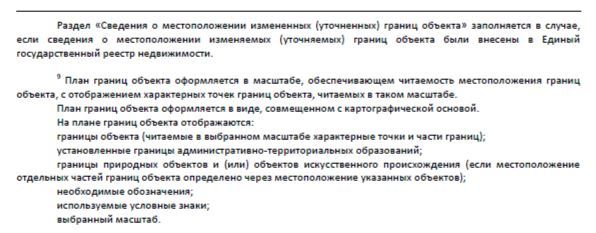 Раздел «Сведения о местоположении измененных (уточненных) границ объекта» заполняется в случае,
если сведения о местоположении изменяемых (уточняемых) границ объекта были внесены в Единый
государственный реестр недвижимости.
⁹ План границ объекта оформляется в масштабе, обеспечивающем читаемость местоположения границ
объекта, с отображением характерных точек границ объекта, читаемых в таком масштабе.
План границ объекта оформляется в виде, совмещенном с картографической основой.
На плане границ объекта отображаются:
границы объекта (читаемые в выбранном масштабе характерные точки и части границ);
установленные границы административно-территориальных образований;
границы природных объектов и (или) объектов искусственного происхождения (если местоположение
отдельных частей границ объекта определено через местоположение указанных объектов);
необходимые обозначения;
используемые условные знаки;
выбранный масштаб.